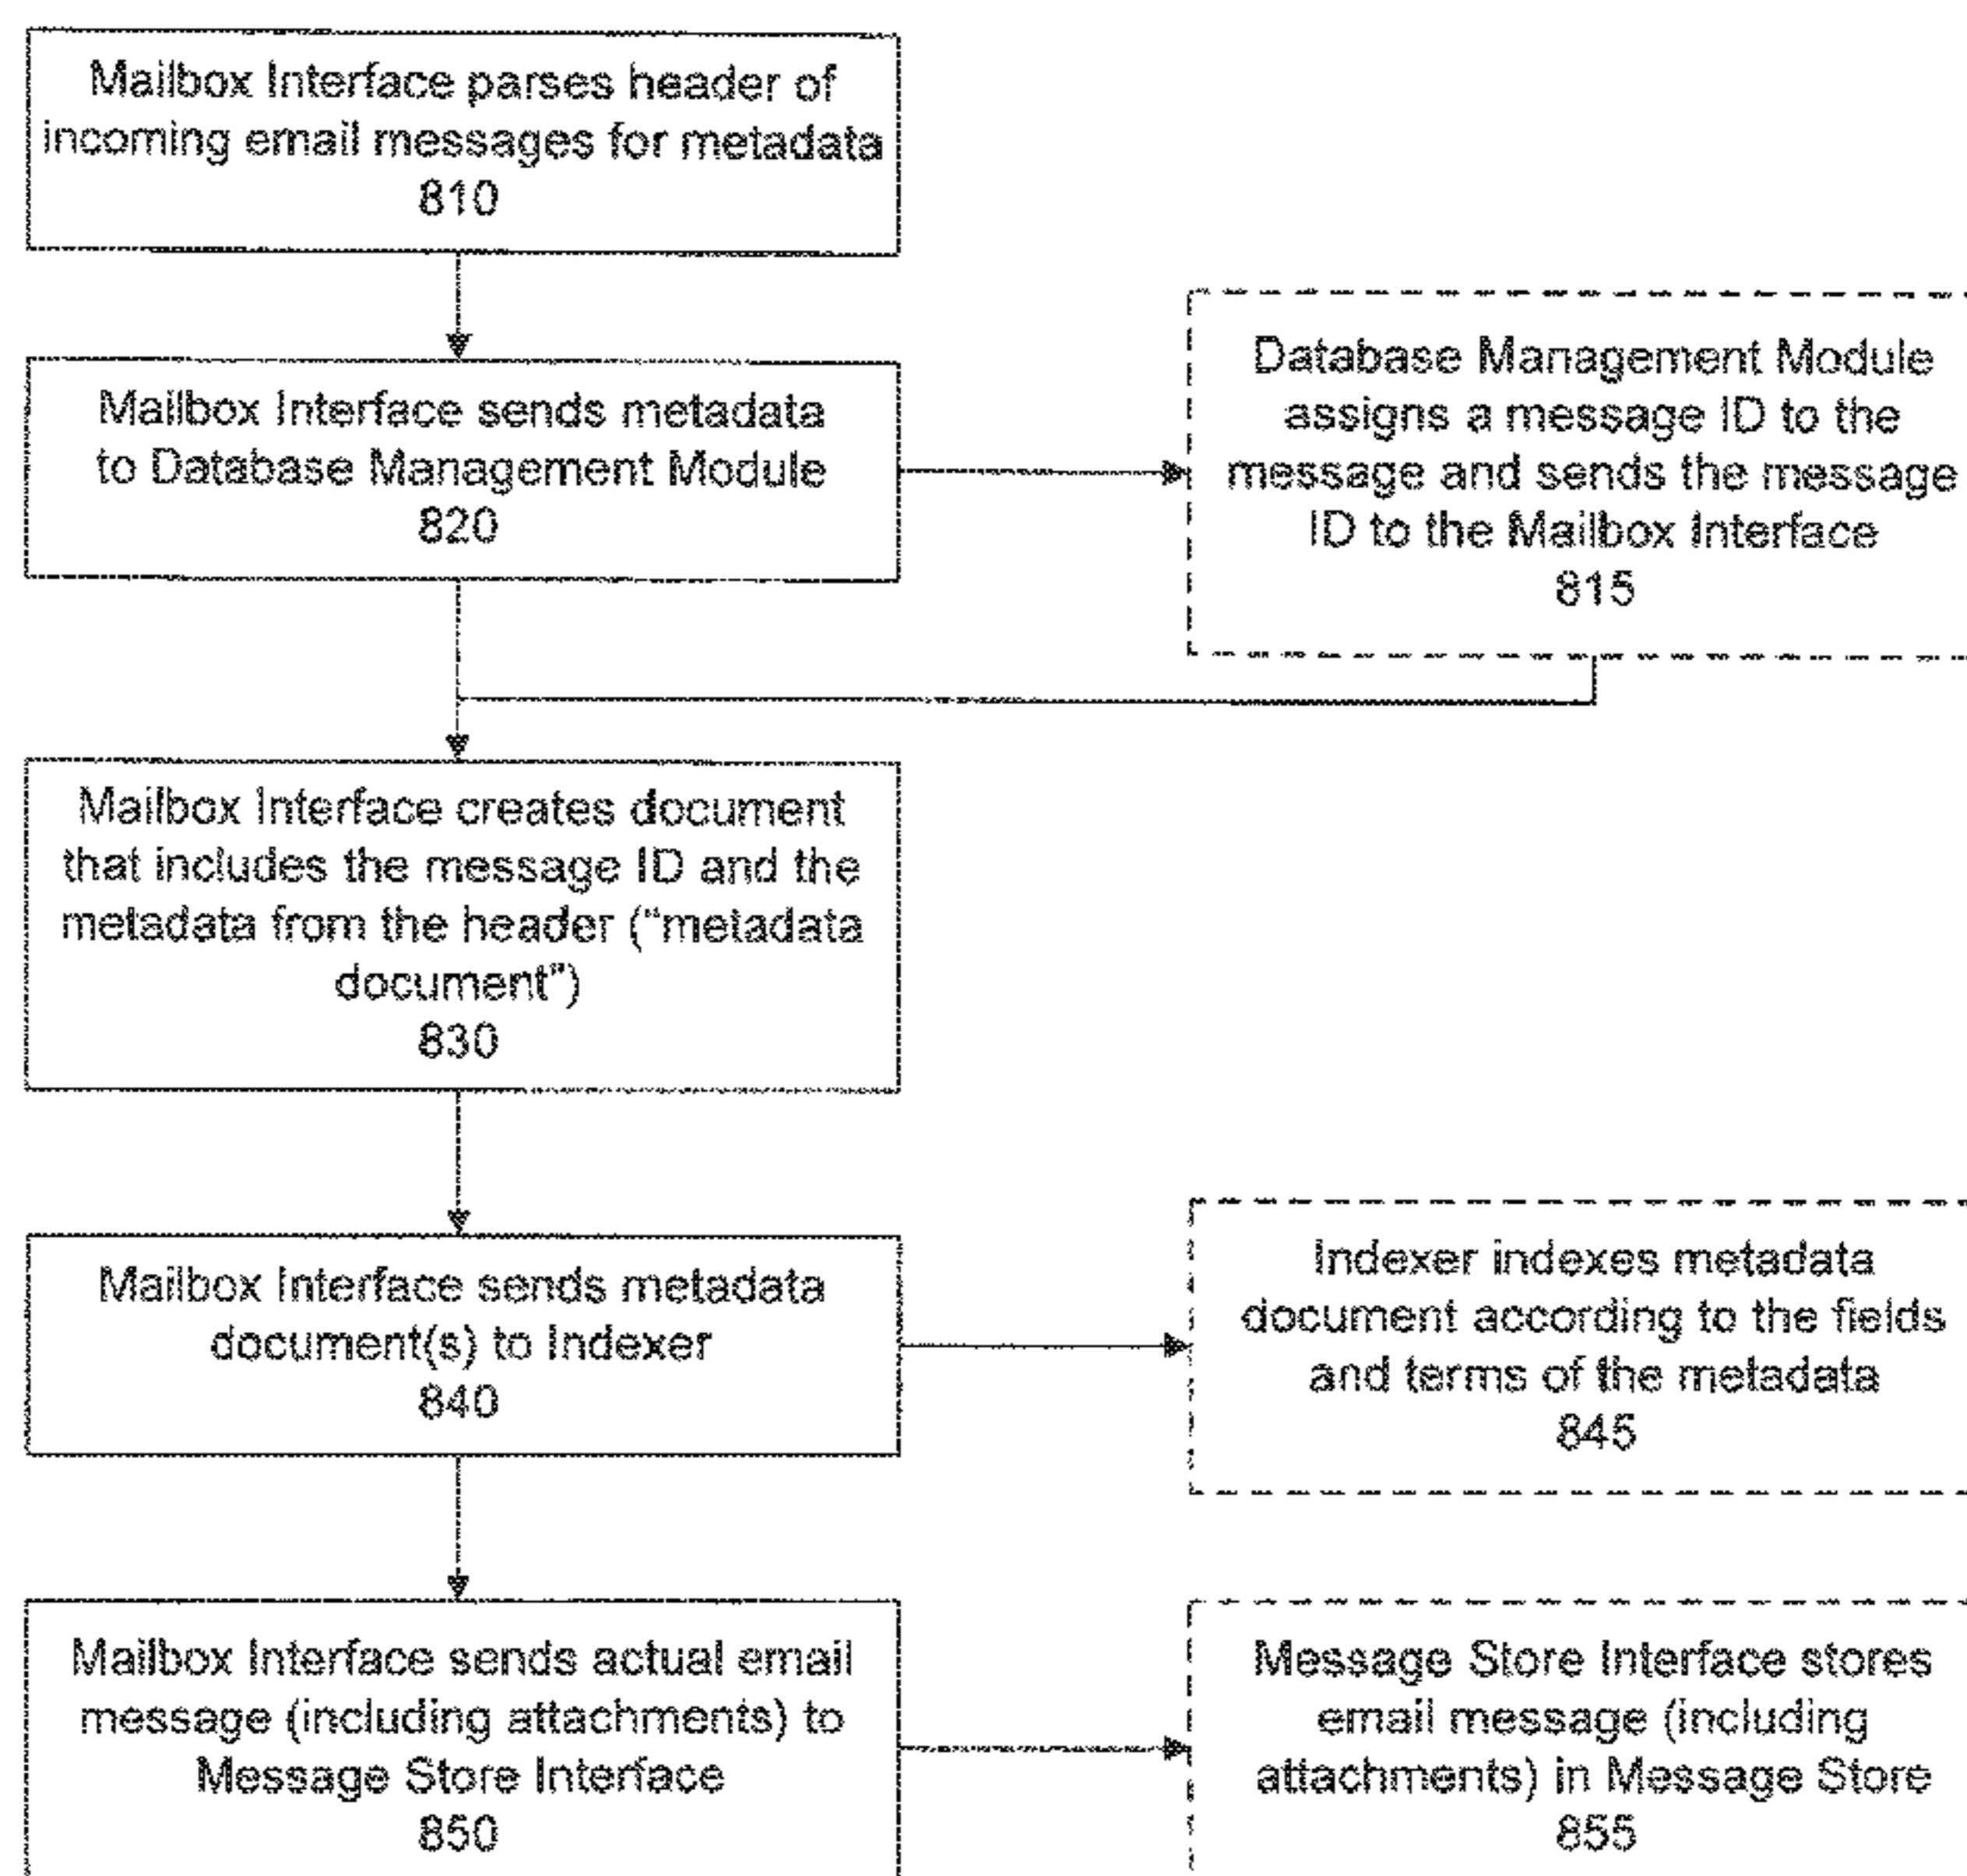 Mailbox Interface parses header of
incoming email messages for metadata
810
Mailbox Interface sends metadata
to Database Management Module
820
Database Management Module
assigns a message ID to the
message and sends the message
ID to the Mailbox Interface
815
Mailbox Interface creates document
that includes the message ID and the
metadata from the header (“metadata
document”)
830
Mailbox Interface sends metadata
document(s) to Indexer
840
Indexer indexes metadata
document according to the fields
and terms of the metadata
845
Mailbox Interface sends actual email
message (including attachments) to
Message Store Interface
850
Message Store Interface stores
email message (including
attachments) in Message Store
855